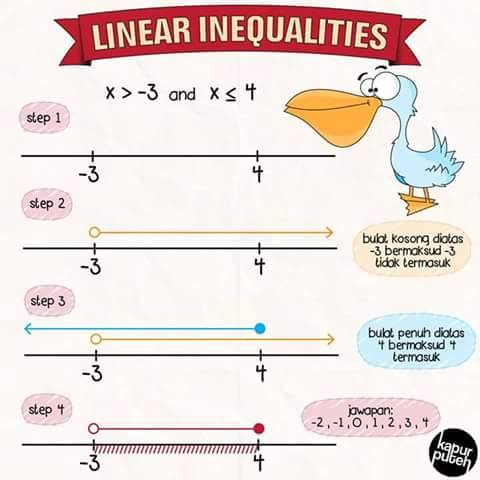 LINEAR INEQUALITIES
x > -3 and x ≤ 4
step 1
-3 4
step 2
-3 4
bulat kosong diatas
-3 bermaksud -3
tidak termasuk
step 3
-3 4
bulat penuh diatas
4 bermaksud 4
termasuk
step 4
-3 4
jawapan:
-2, -1, 0, 1, 2, 3, 4
kapur
puteh